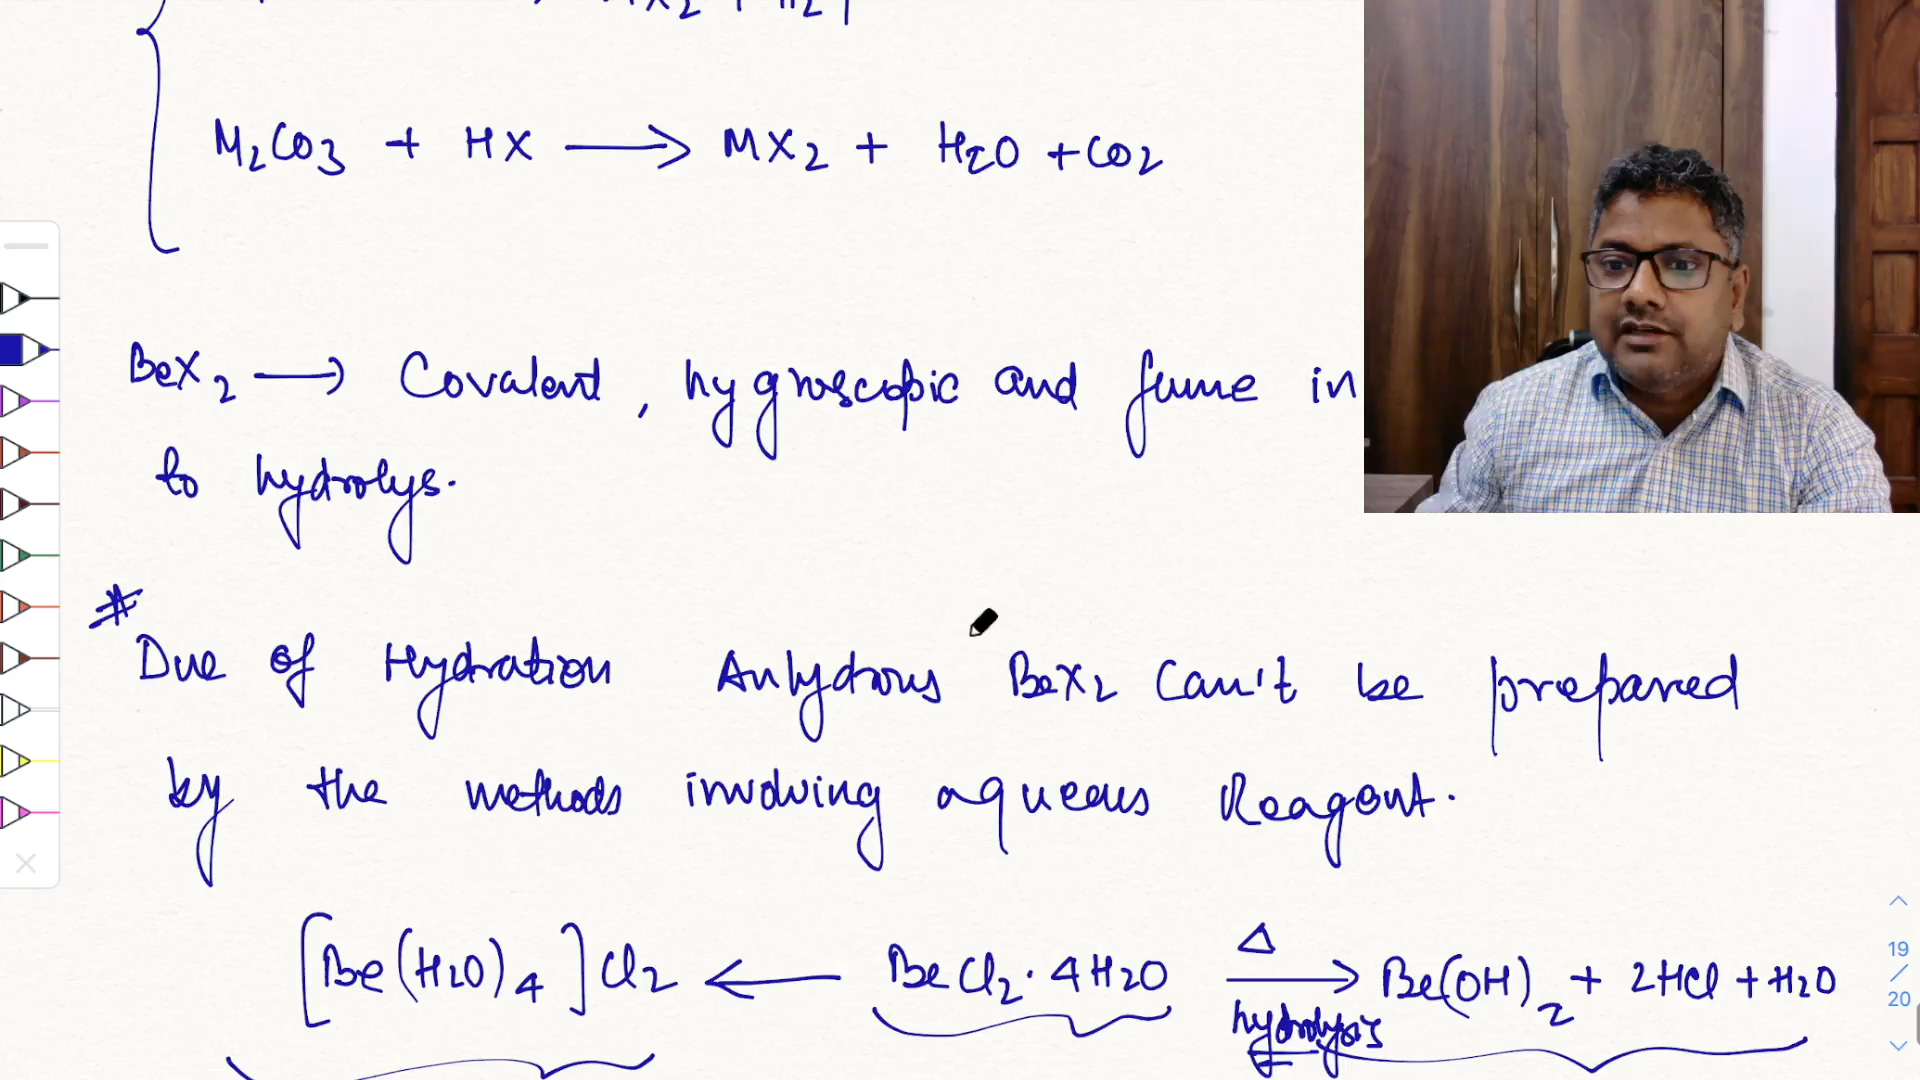 MX2 + H2↑
M2CO3 + HX ⟶ MX2 + H2O + CO2
BeX2 ⟶ Covalent, hygroscopic and fume in
to hydrolys.
* Due of Hydration Anhydrous BeX2 Can't be prepared
by the methods involving aqueous Reagent.
[Be(H2O)4]Cl2 ⟵ BeCl2·4H2O ⟶ Be(OH)2 + 2HCl + H2O
Δ
hydrolysis
19
/
20